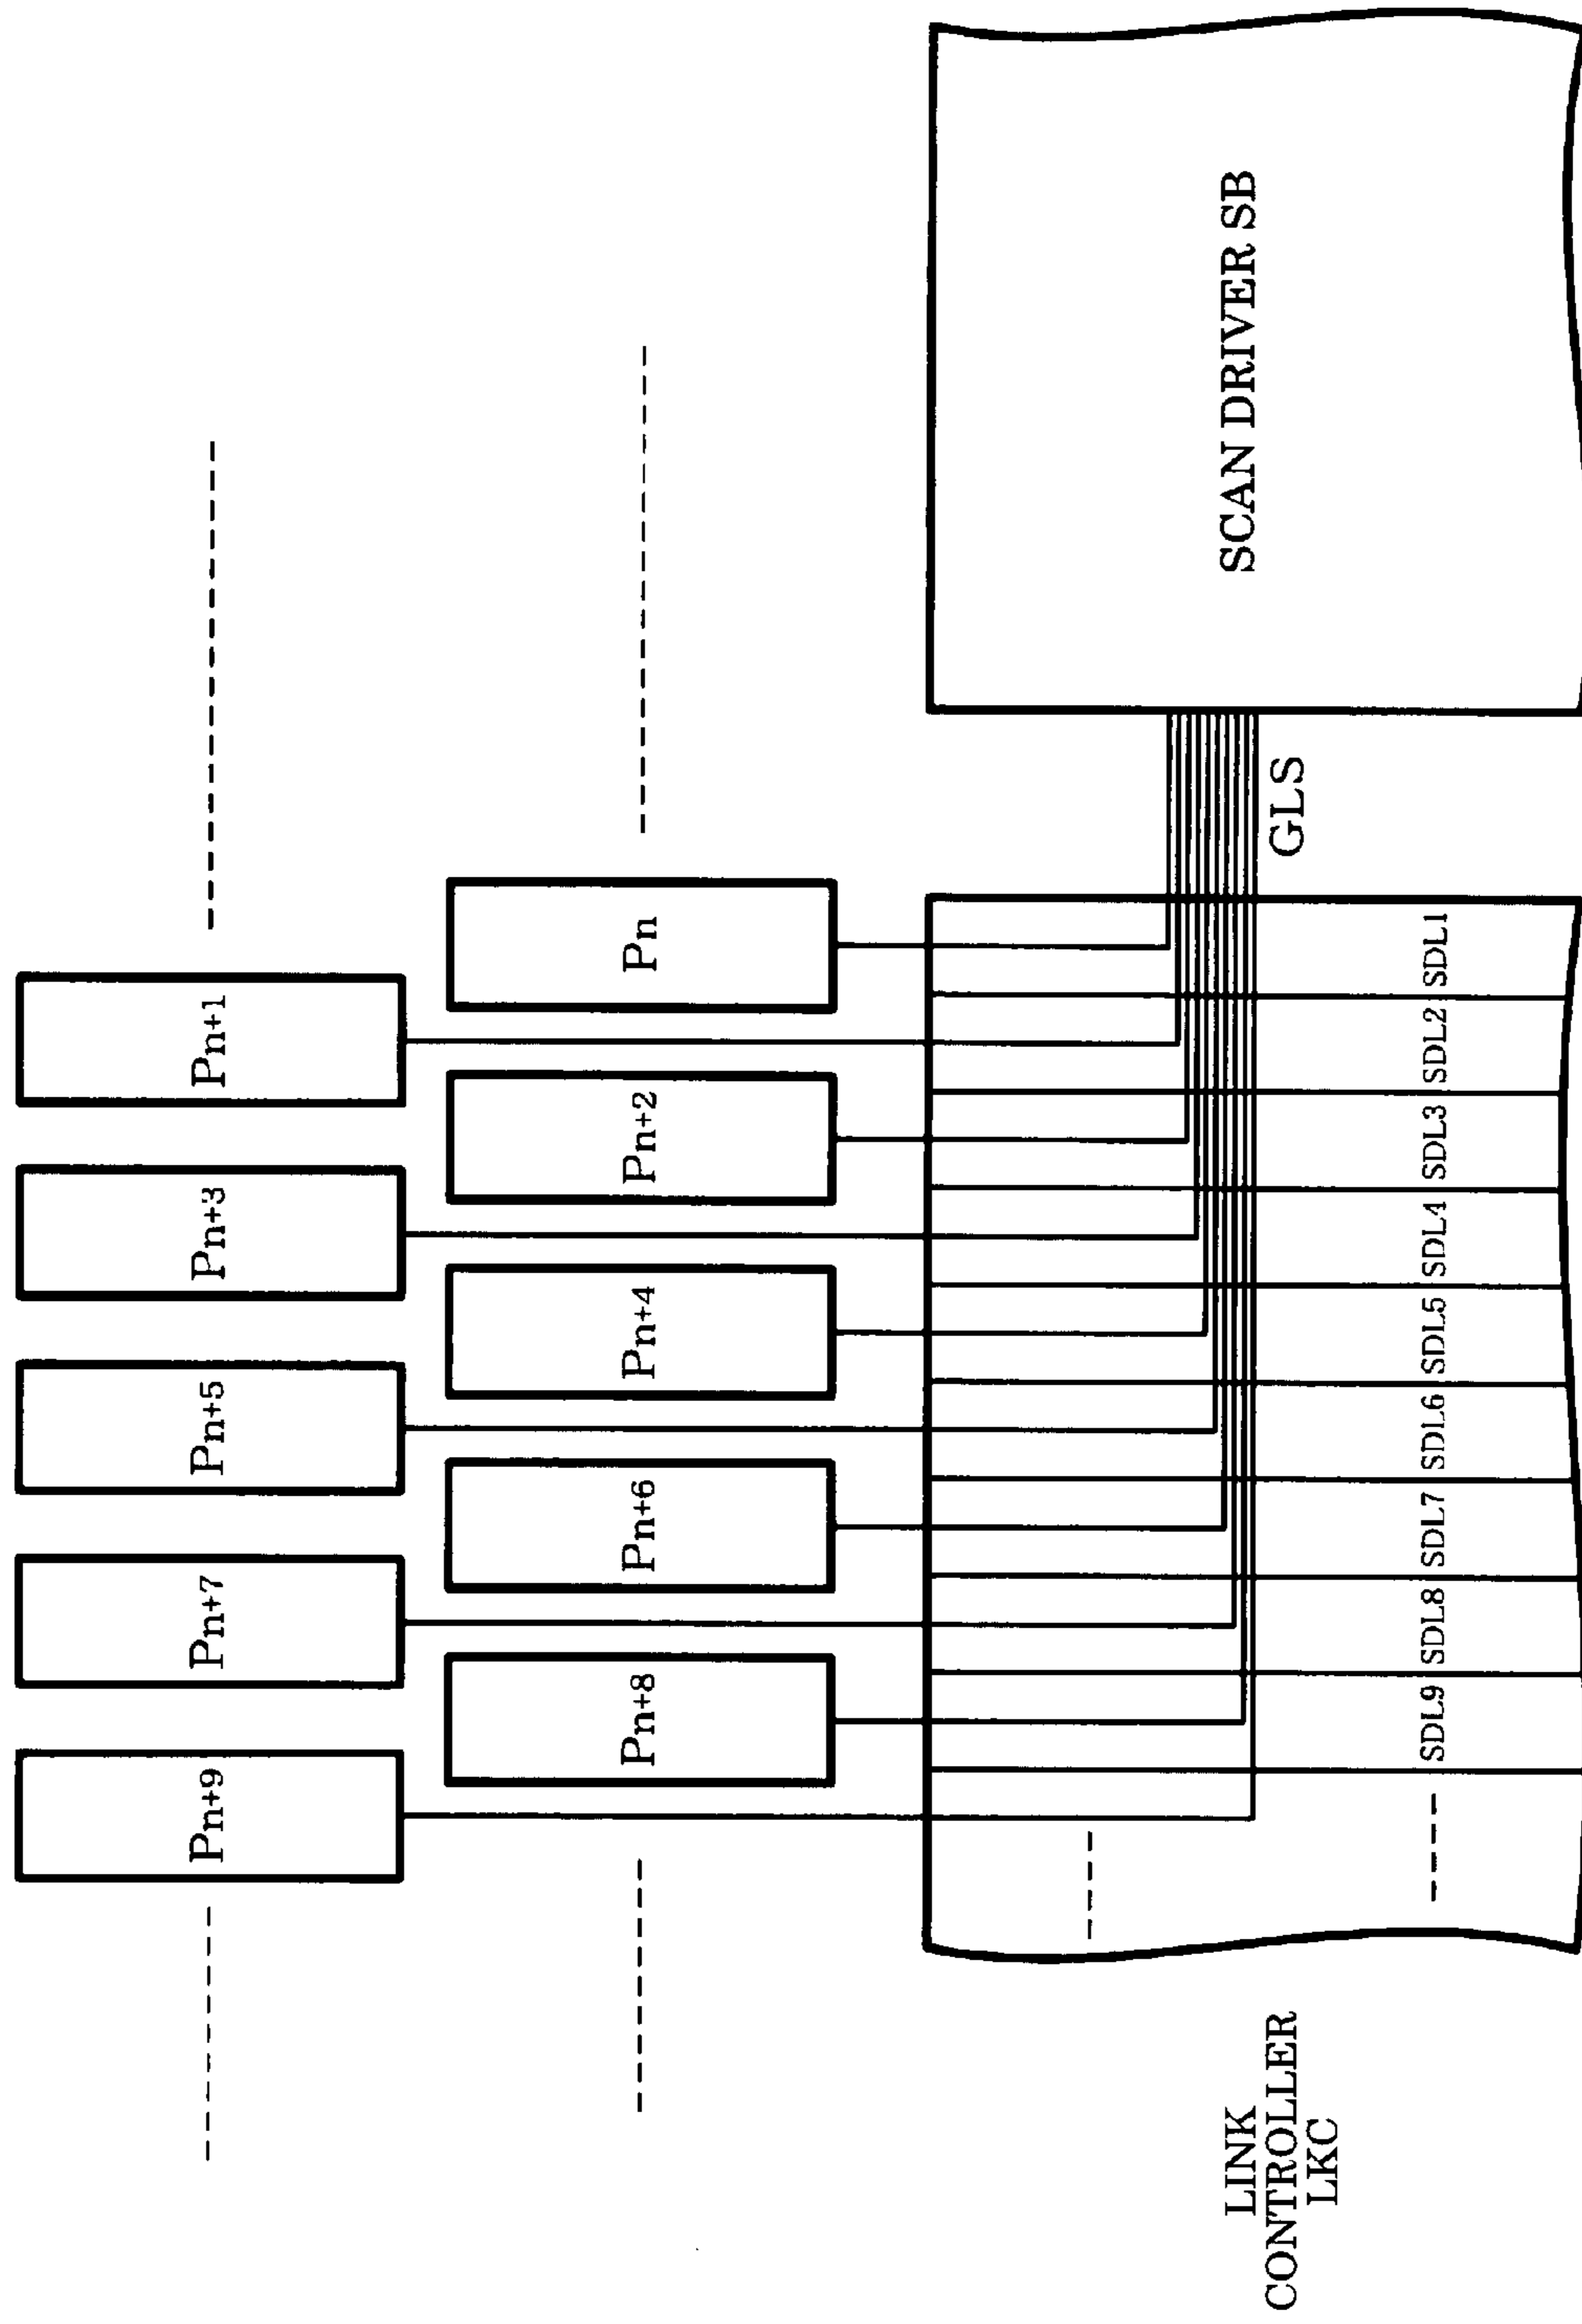 Pn+9
Pn+7
Pn+5
Pn+3
Pn+1
Pn+8
Pn+6
Pn+4
Pn+2
Pn
LINK
CONTROLLER
LKC
GLS
SCAN DRIVER SB
SDL9
SDL8
SDL7
SDL6
SDL5
SDL4
SDL3
SDL2
SDL1